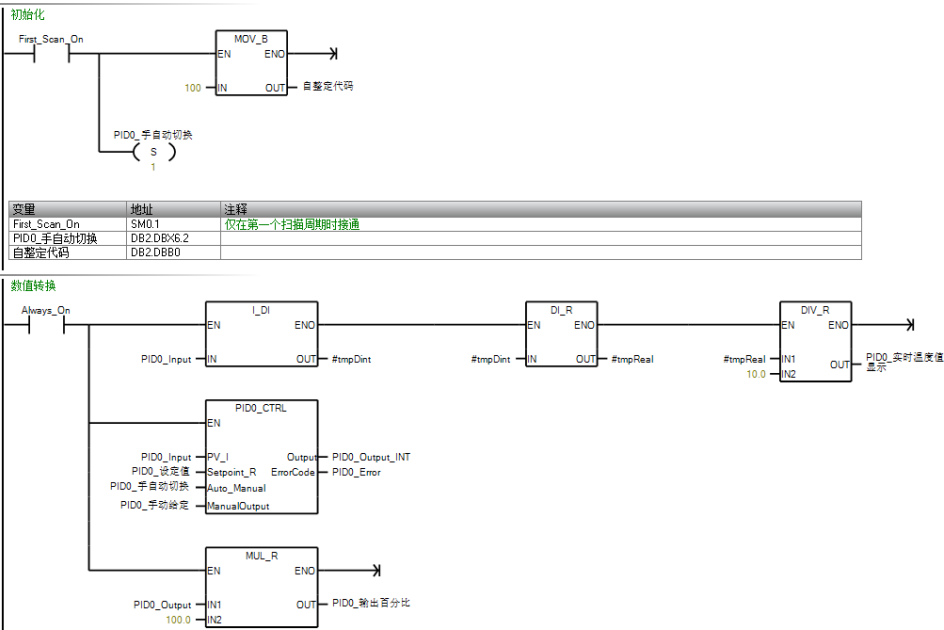 初始化
First_Scan_On
MOV_B
EN ENO
100 IN OUT 自整定代码
PID0_手自动切换
S
1
变量 地址 注释
First_Scan_On SM0.1 仅在第一个扫描周期时接通
PID0_手自动切换 DB2.DBX6.2
自整定代码 DB2.DBB0
数值转换
Always_On
I_DI DI_R DIV_R
EN ENO EN ENO EN ENO
PID0_Input IN OUT #tmpDint #tmpDint IN OUT #tmpReal #tmpReal IN1 OUT PID0_实时温度值显示
10.0 IN2
PID0_CTRL
EN
PID0_Input PV_I Output PID0_Output_INT
PID0_设定值 Setpoint_R ErrorCode PID0_Error
PID0_手自动切换 Auto_Manual
PID0_手动给定 ManualOutput
MUL_R
EN ENO
PID0_Output IN1 OUT PID0_输出百分比
100.0 IN2